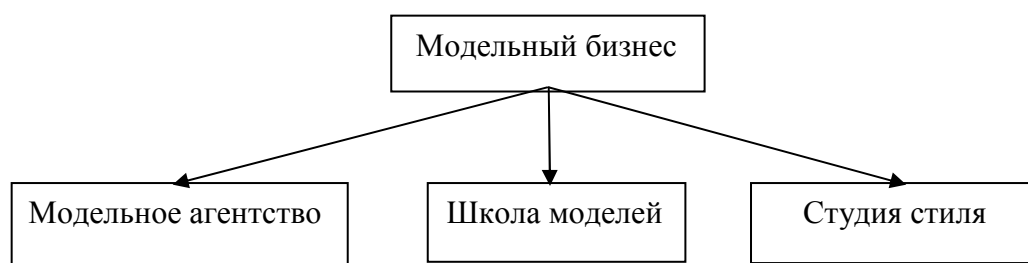 Модельный бизнес
Модельное агентство
Школа моделей
Студия стиля